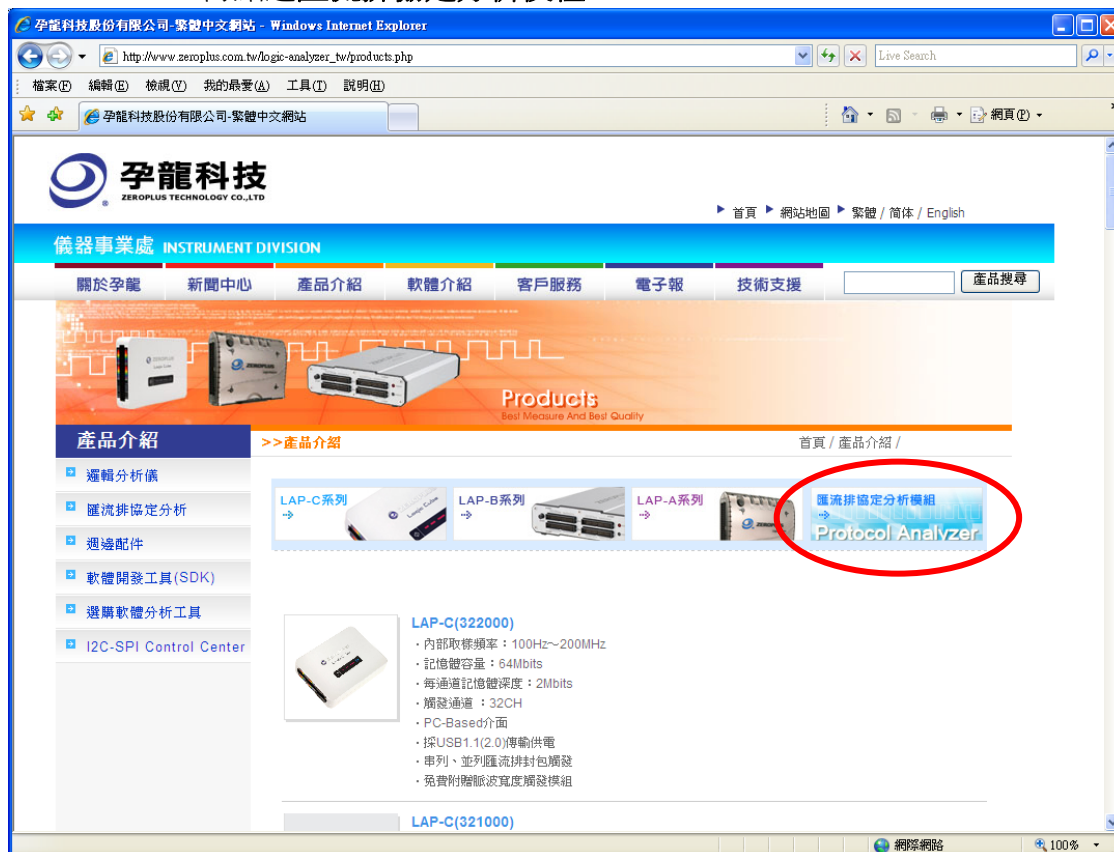 孕龍科技股份有限公司-繁體中文網站 - Windows Internet Explorer
http://www.zeroplus.com.tw/logic-analyzer_tw/products.php
Live Search
檔案(F) 編輯(E) 檢視(V) 我的最愛(A) 工具(T) 說明(H)
孕龍科技股份有限公司-繁體中文網站
網頁(P)
孕龍科技
ZEROPLUS TECHNOLOGY CO.,LTD
首頁 網站地圖 繁體 / 简体 / English
儀器事業處 INSTRUMENT DIVISION
關於孕龍 新聞中心 產品介紹 軟體介紹 客戶服務 電子報 技術支援 產品搜尋
Products
Best Measure And Best Quality
產品介紹
>>產品介紹
首頁 / 產品介紹 /
邏輯分析儀
匯流排協定分析
週邊配件
軟體開發工具(SDK)
選購軟體分析工具
I2C-SPI Control Center
LAP-C系列
LAP-B系列
LAP-A系列
匯流排協定分析模組
Protocol Analyzer
LAP-C(322000)
‧內部取樣頻率：100Hz～200MHz
‧記憶體容量：64Mbits
‧每通道記憶體深度：2Mbits
‧觸發通道 ：32CH
‧PC-Based介面
‧採USB1.1(2.0)傳輸供電
‧串列、並列匯流排封包觸發
‧免費附贈脈波寬度觸發模組
LAP-C(321000)
網際網路
100%